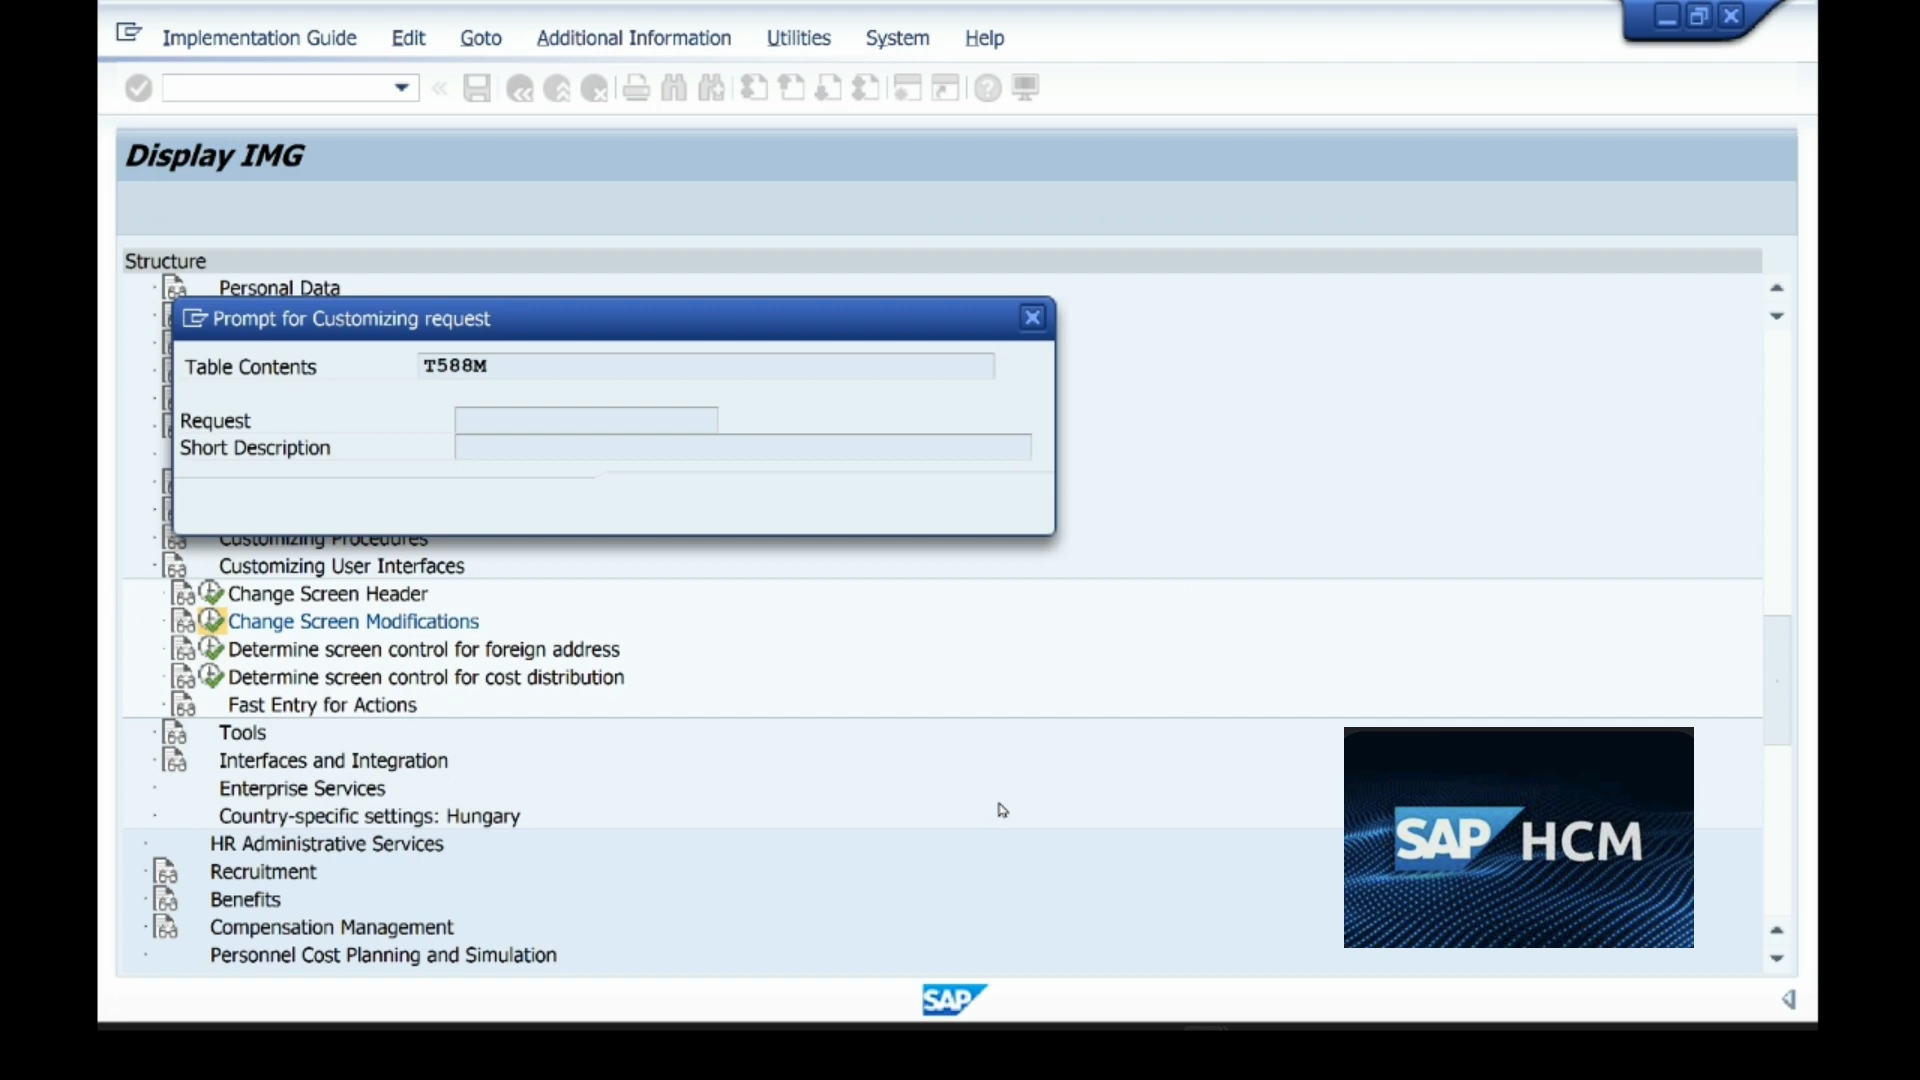 Implementation Guide Edit Goto Additional Information Utilities System Help
Display IMG
Structure
Personal Data
Prompt for Customizing request
Table Contents T588M
Request
Short Description
Customizing Procedures
Customizing User Interfaces
Change Screen Header
Change Screen Modifications
Determine screen control for foreign address
Determine screen control for cost distribution
Fast Entry for Actions
Tools
Interfaces and Integration
Enterprise Services
Country-specific settings: Hungary
HR Administrative Services
Recruitment
Benefits
Compensation Management
Personnel Cost Planning and Simulation
SAP HCM
SAP